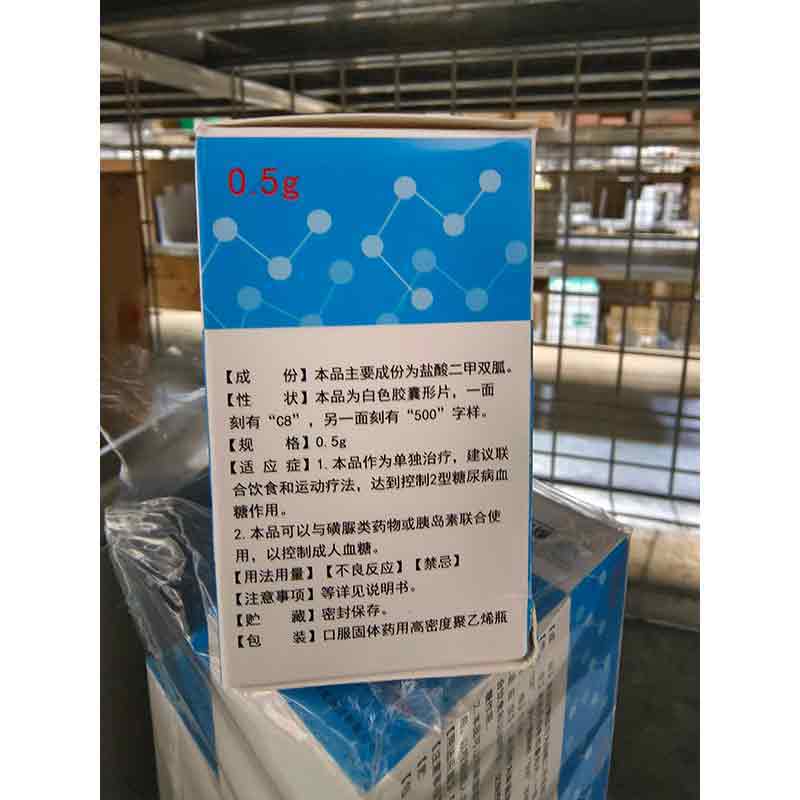 0.5g
【成 份】本品主要成份为盐酸二甲双胍。
【性 状】本品为白色胶囊形片，一面
刻有“C8”，另一面刻有“500”字样。
【规 格】0.5g
【适 应 症】1.本品作为单独治疗，建议联
合饮食和运动疗法，达到控制2型糖尿病血
糖作用。
2.本品可以与磺脲类药物或胰岛素联合使
用，以控制成人血糖。
【用法用量】【不良反应】【禁忌】
【注意事项】等详见说明书。
【贮 藏】密封保存。
【包 装】口服固体药用高密度聚乙烯瓶